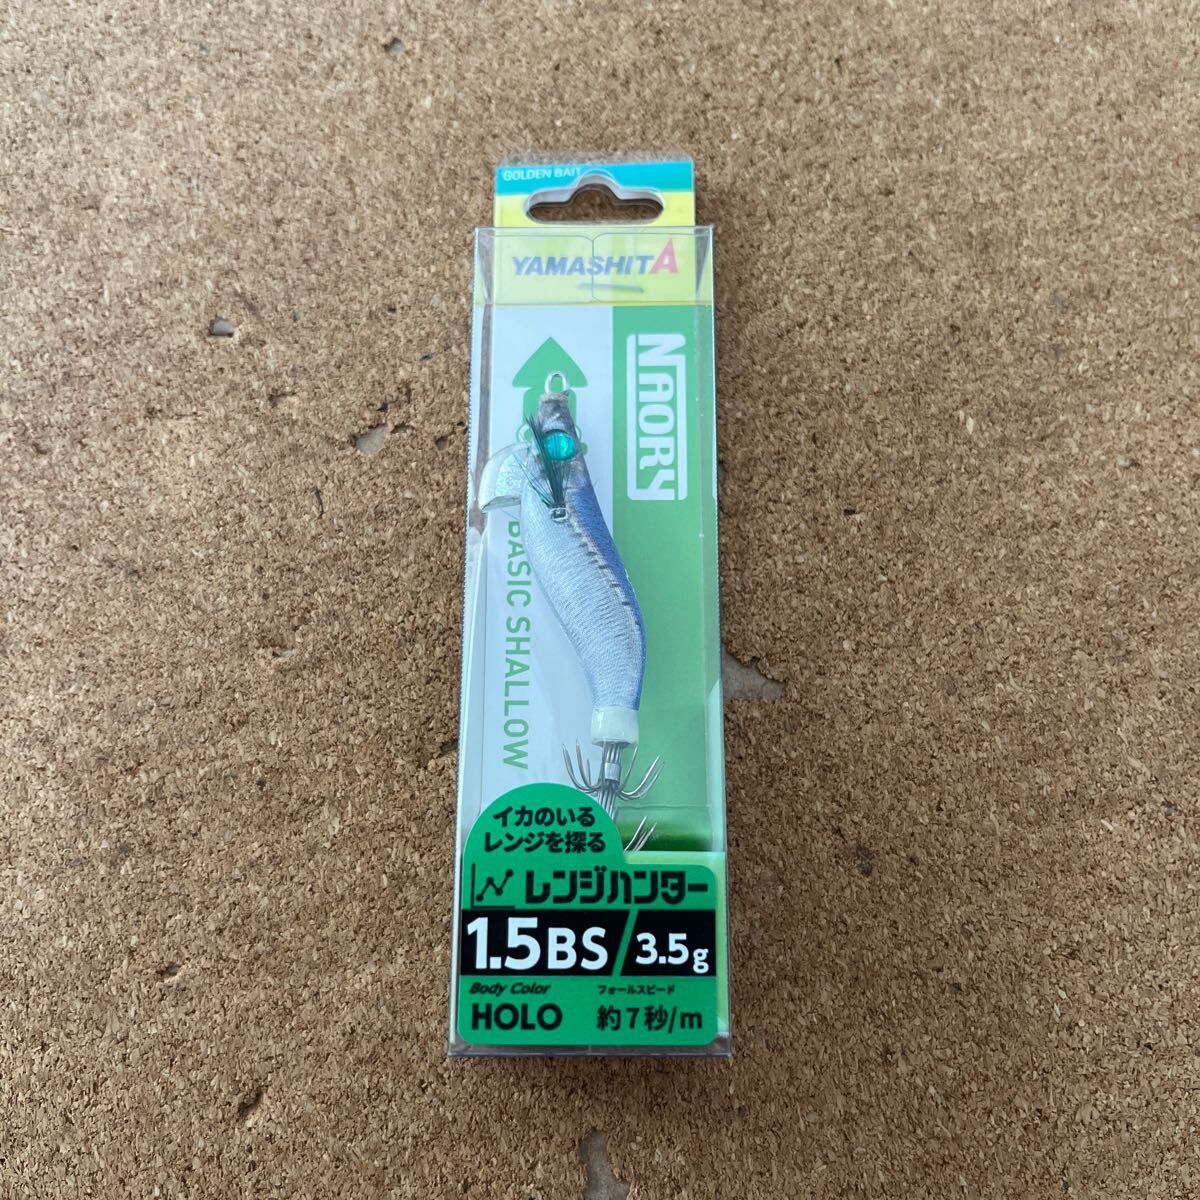 GOLDEN BAIT
YAMASHITA
NAORY
BASIC SHALLOW
イカのいる
レンジを探る
レンジハンター
1.5BS/3.5g
Body Color
フォールスピード
HOLO
約7秒/m